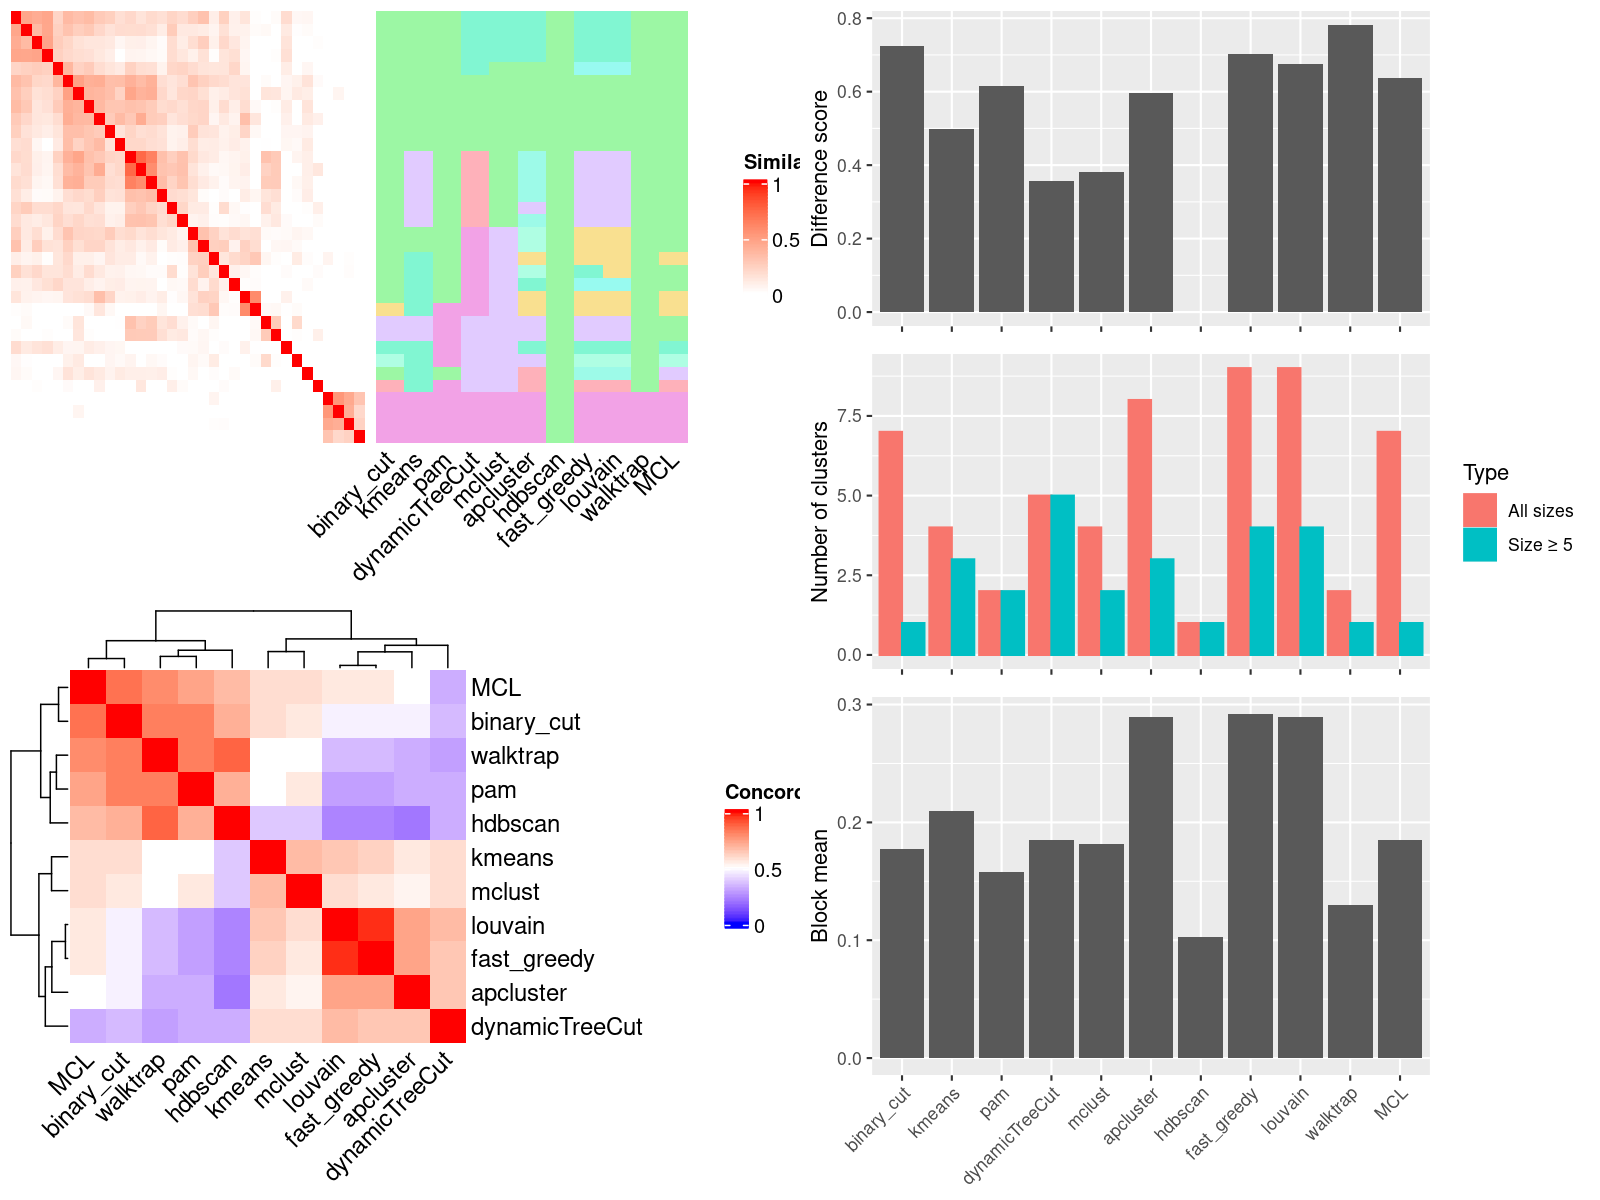 Simila
1
0.5
0
binary_cut
kmeans
pam
dynamicTreeCut
mclust
apcluster
hdbscan
fast_greedy
louvain
walktrap
MCL
MCL
binary_cut
walktrap
pam
hdbscan
kmeans
mclust
louvain
fast_greedy
apcluster
dynamicTreeCut
MCL
binary_cut
walktrap
pam
hdbscan
kmeans
mclust
louvain
fast_greedy
apcluster
dynamicTreeCut
Concord
1
0.5
0
Difference score
0.8
0.6
0.4
0.2
0.0
Number of clusters
7.5
5.0
2.5
0.0
Type
All sizes
Size ≥ 5
Block mean
0.3
0.2
0.1
0.0
binary_cut
kmeans
pam
dynamicTreeCut
mclust
apcluster
hdbscan
fast_greedy
louvain
walktrap
MCL